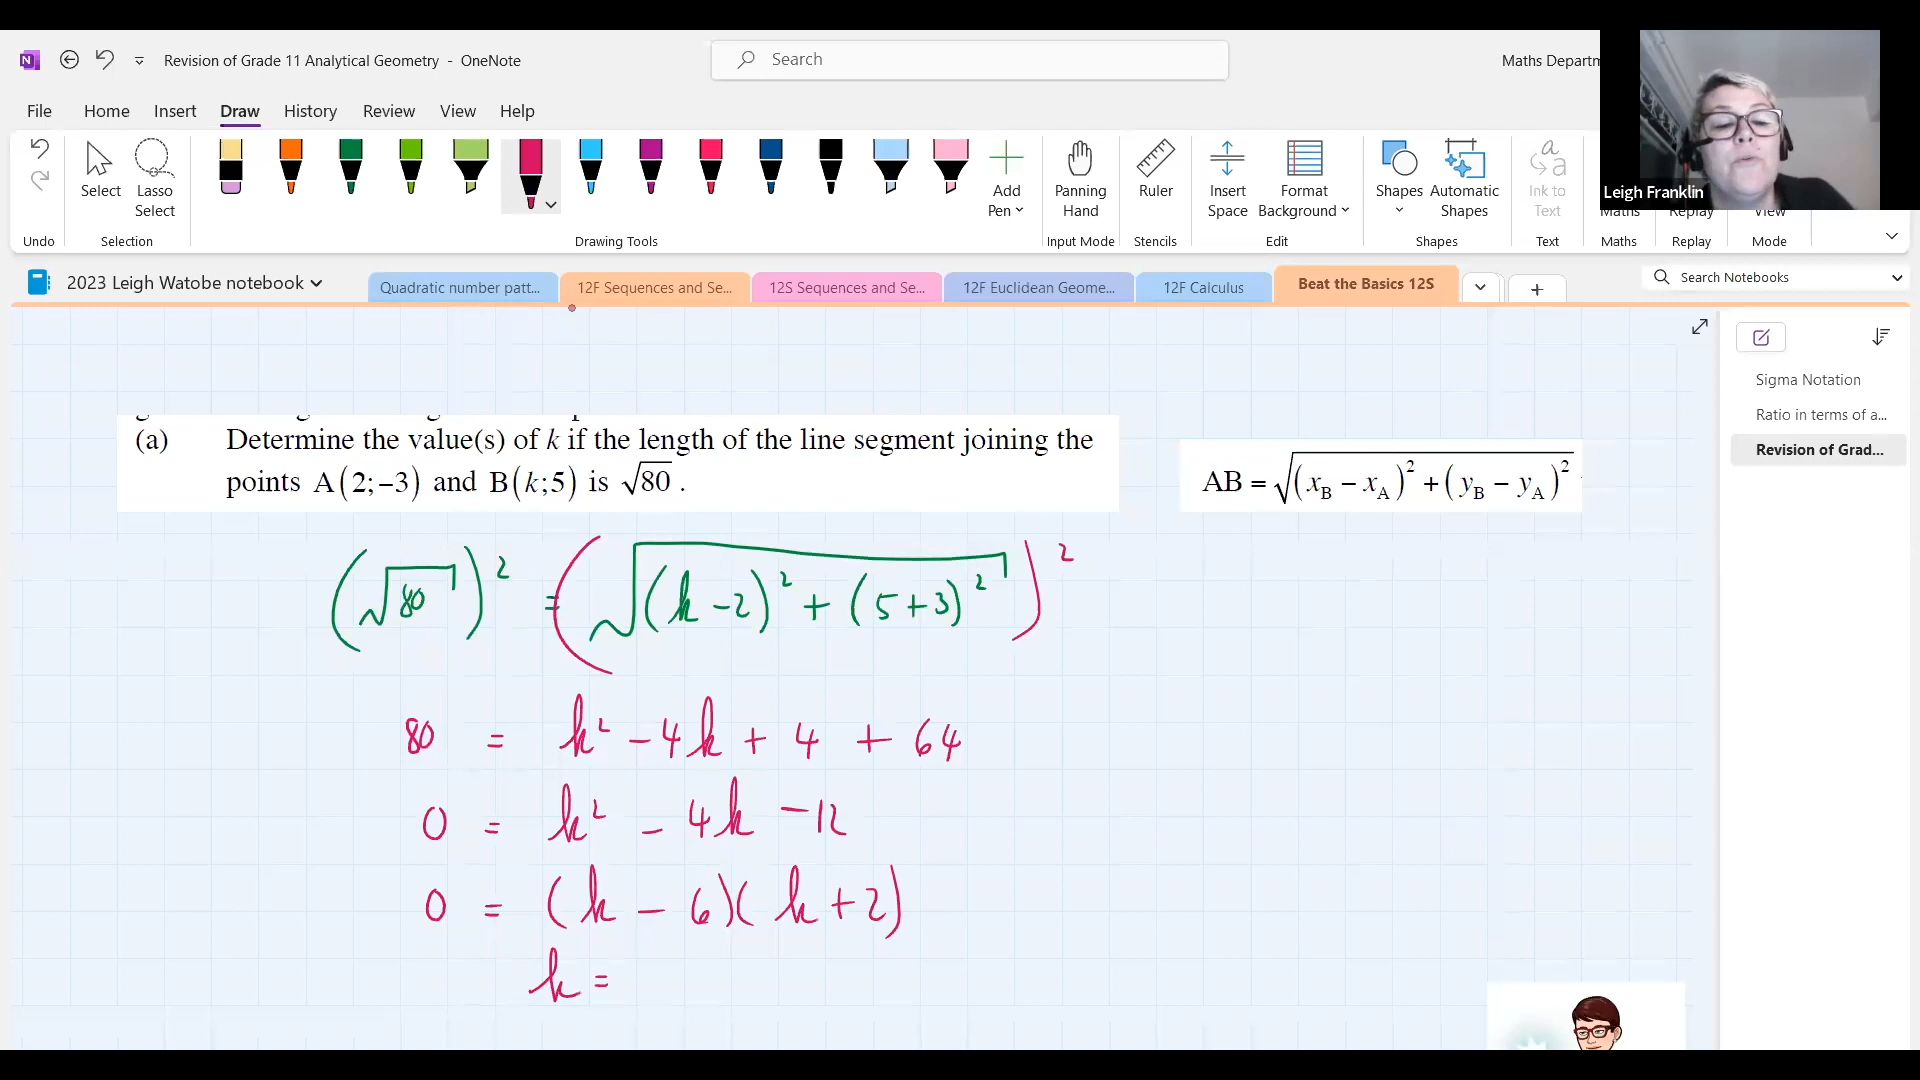 Revision of Grade 11 Analytical Geometry - OneNote
Search
Maths Departm
File Home Insert Draw History Review View Help
Select
Lasso Select
Add Pen
Panning Hand
Ruler
Insert Space
Format Background
Shapes
Automatic Shapes
Ink to Text
Maths
Replay
View
Leigh Franklin
Undo Selection Drawing Tools Input Mode Stencils Edit Shapes Text Maths Replay Mode
2023 Leigh Watobe notebook
Quadratic number patt... 12F Sequences and Se... 12S Sequences and Se... 12F Euclidean Geome... 12F Calculus Beat the Basics 12S
Search Notebooks
Sigma Notation
Ratio in terms of a...
Revision of Grad...
(a) Determine the value(s) of k if the length of the line segment joining the
points A(2;−3) and B(k;5) is √80 .
AB = √((x_B − x_A)² + (y_B − y_A)²)
(√80)² = (√((k−2)² + (5+3)²))²
80 = k² − 4k + 4 + 64
0 = k² − 4k − 12
0 = (k − 6)(k + 2)
k =